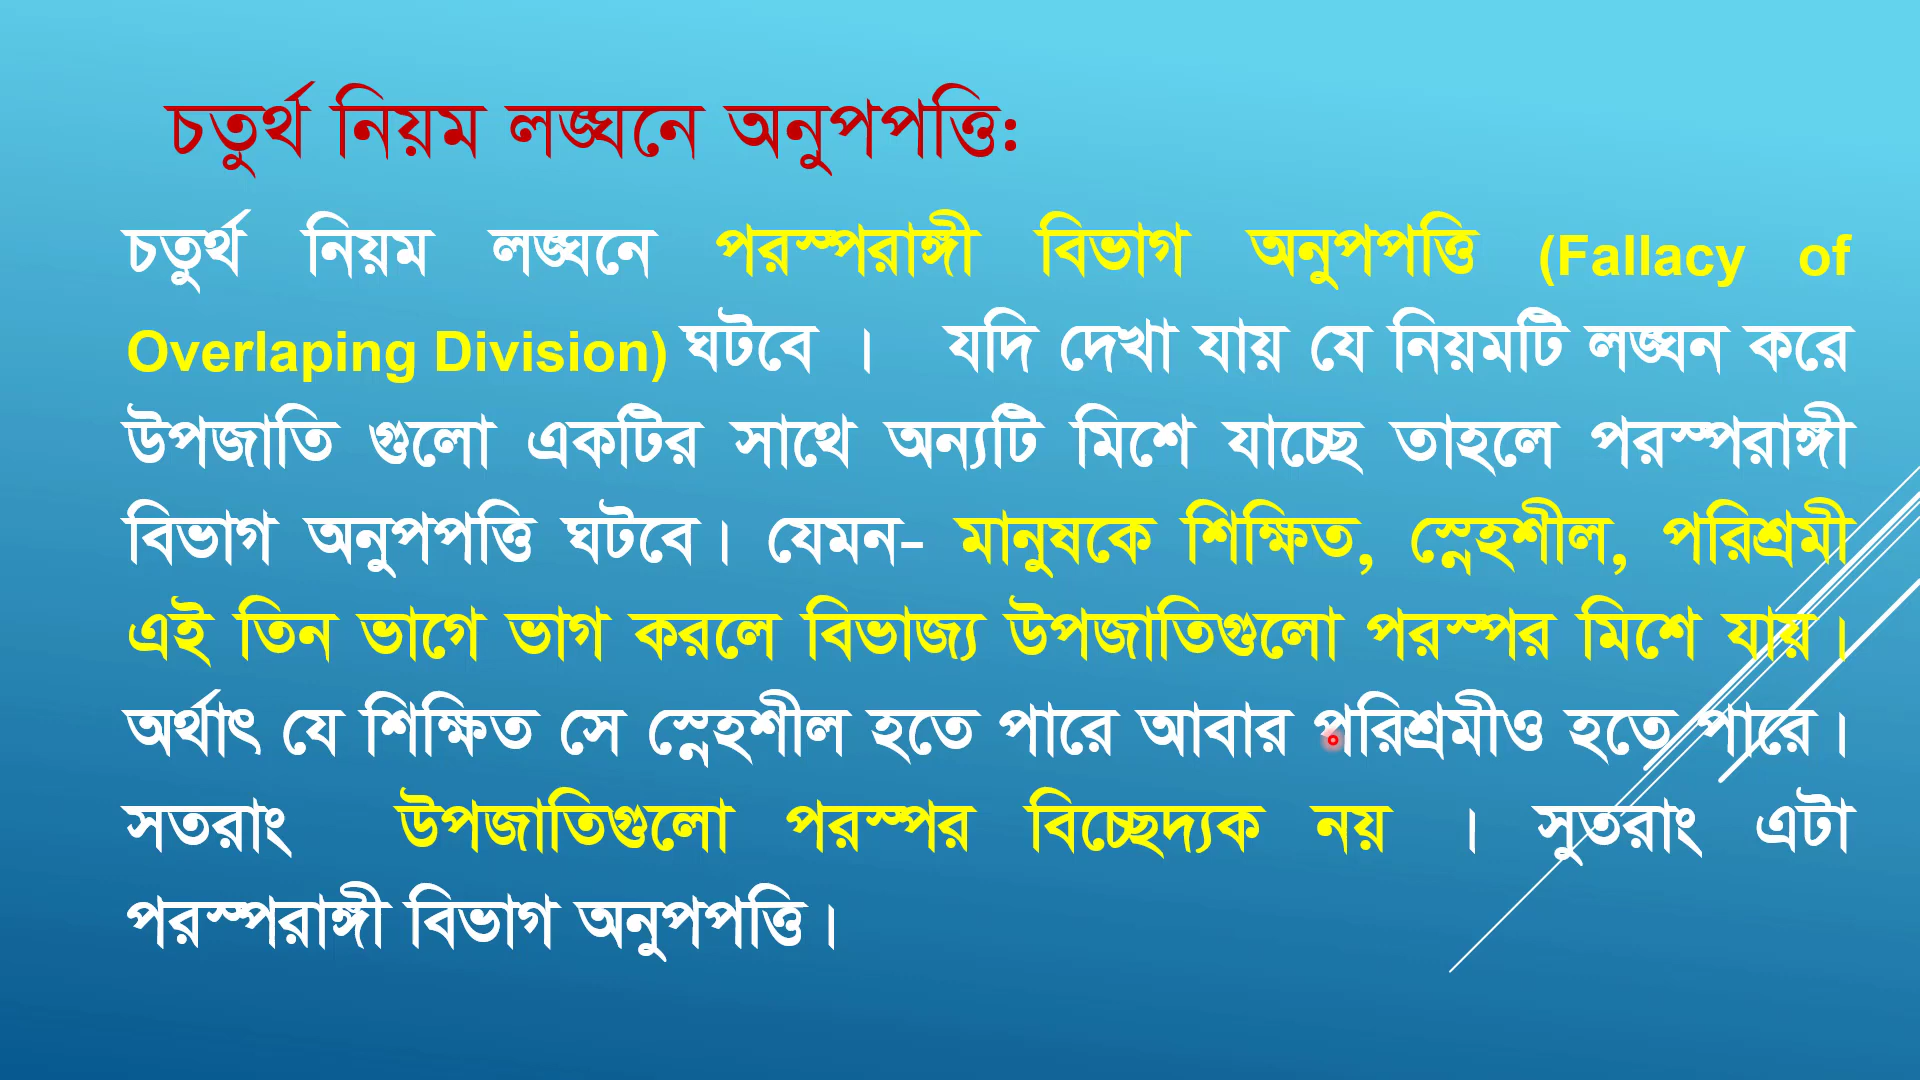 চতুর্থ নিয়ম লঙ্ঘনে অনুপপত্তি:
চতুর্থ নিয়ম লঙ্ঘনে পরস্পরাঙ্গী বিভাগ অনুপপত্তি (Fallacy of
Overlaping Division) ঘটবে । যদি দেখা যায় যে নিয়মটি লঙ্ঘন করে
উপজাতি গুলো একটির সাথে অন্যটি মিশে যাচ্ছে তাহলে পরস্পরাঙ্গী
বিভাগ অনুপপত্তি ঘটবে। যেমন- মানুষকে শিক্ষিত, স্নেহশীল, পরিশ্রমী
এই তিন ভাগে ভাগ করলে বিভাজ্য উপজাতিগুলো পরস্পর মিশে যায়।
অর্থাৎ যে শিক্ষিত সে স্নেহশীল হতে পারে আবার পরিশ্রমীও হতে পারে।
সতরাং উপজাতিগুলো পরস্পর বিচ্ছেদ্যক নয় । সুতরাং এটা
পরস্পরাঙ্গী বিভাগ অনুপপত্তি।